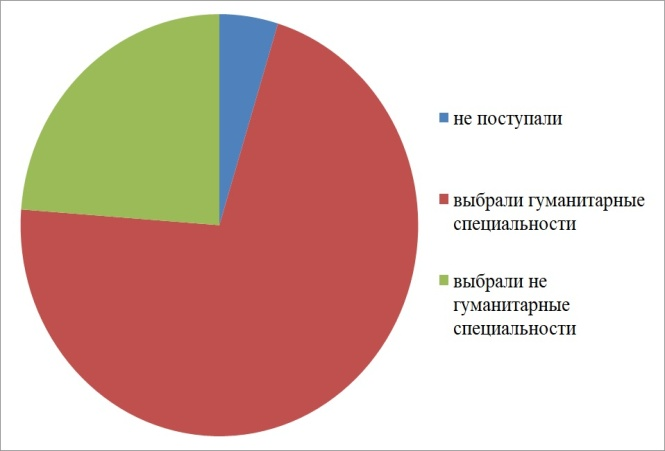 не поступали
выбрали гуманитарные
специальности
выбрали не
гуманитарные
специальности